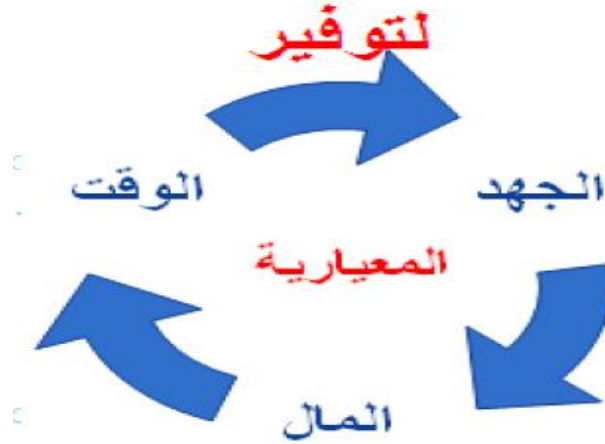 لتوفير
الجهد
الوقت
المعيارية
المال